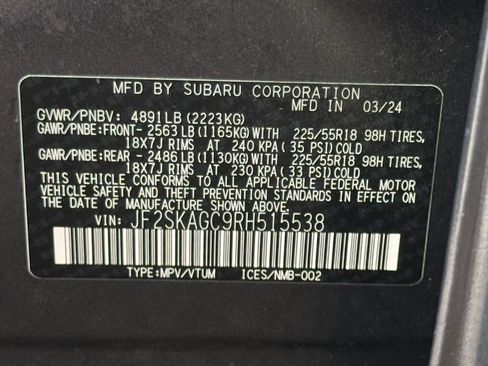 MFD BY SUBARU CORPORATION
MFD IN 03/24
GVWR/PNBV: 4891LB(2223KG)
GAWR/PNBE:FRONT- 2563LB(1165KG)WITH 225/55R18 98H TIRES,
18X7J RIMS AT 240 KPA(35 PSI)COLD
GAWR/PNBE:REAR - 2486LB(1130KG)WITH 225/55R18 98H TIRES,
18X7J RIMS AT 230 KPA(33 PSI)COLD
THIS VEHICLE CONFORMS TO ALL APPLICABLE FEDERAL MOTOR
VEHICLE SAFETY AND THEFT PREVENTION STANDARDS IN EFFECT ON
THE DATE OF MANUFACTURE SHOWN ABOVE.
VIN: JF2SKAGC9RH515538
TYPE:MPV/VTUM ICES/NMB-002